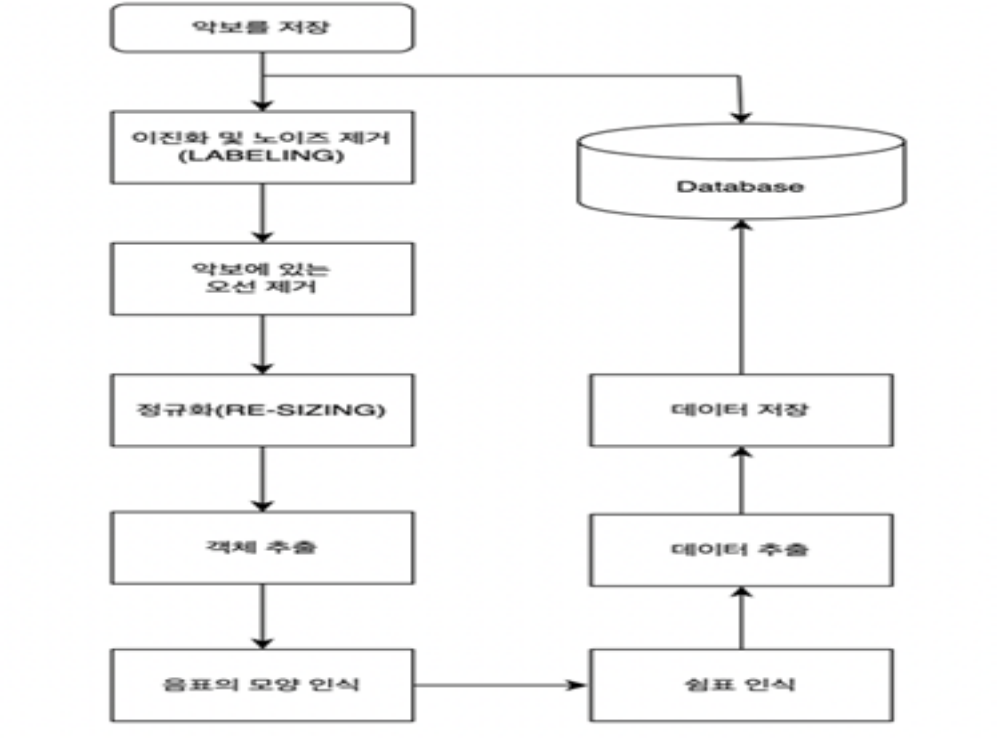 악보를 저장
이진화 및 노이즈 제거
(LABELING)
악보에 있는
오선 제거
정규화(RE-SIZING)
객체 추출
음표의 모양 인식
쉼표 인식
데이터 추출
데이터 저장
Database